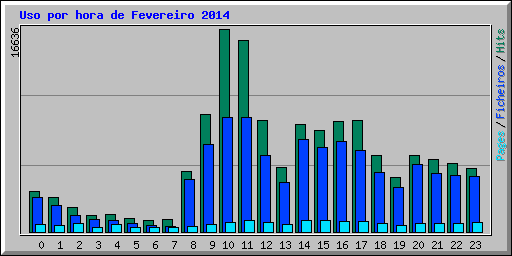 Uso por hora de Fevereiro 2014
16636
Pages / Ficheiros / Hits
0 1 2 3 4 5 6 7 8 9 10 11 12 13 14 15 16 17 18 19 20 21 22 23